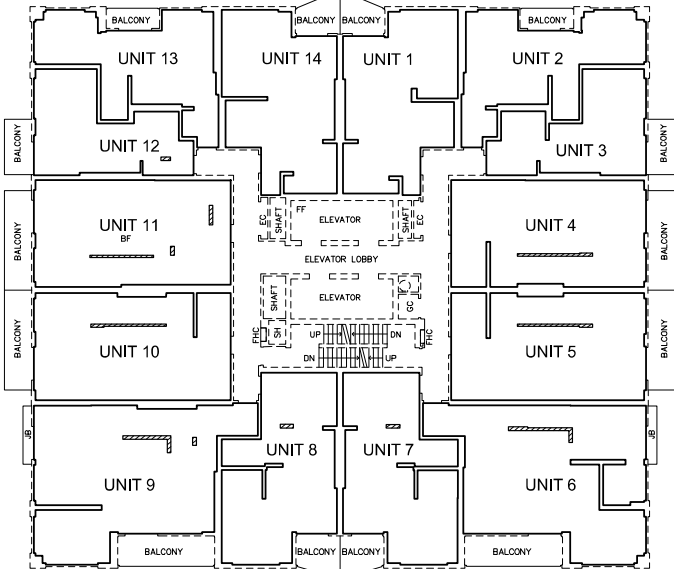 BALCONY
BALCONY
BALCONY
BALCONY
UNIT 13
UNIT 14
UNIT 1
UNIT 2
BALCONY
UNIT 12
UNIT 3
BALCONY
EC
SHAFT
FF
ELEVATOR
SHAFT
EC
BALCONY
UNIT 11
BF
UNIT 4
BALCONY
ELEVATOR LOBBY
SHAFT
ELEVATOR
GC
BALCONY
UNIT 10
FHC
SH
UP
DN
FHC
UNIT 5
BALCONY
DN
UP
JB
UNIT 9
UNIT 8
UNIT 7
UNIT 6
JB
BALCONY
BALCONY
BALCONY
BALCONY